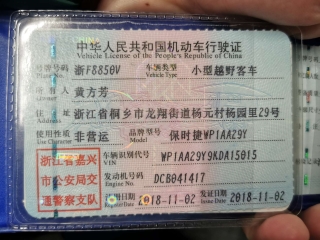 中华人民共和国机动车行驶证
Vehicle License of the People's Republic of China
号牌号码 浙F8850V 车辆类型 小型越野客车
Vehicle Type
所有人 黄方芳
住址 浙江省桐乡市龙翔街道杨元村杨园里29号
使用性质 非营运 品牌型号 保时捷WP1AA29Y
Use Character Model
浙江省嘉兴
市公安局交
通警察支队
车辆识别代号 WP1AA29Y9KDA15015
VIN
发动机号码 DCB041417
Engine No.
注册日期 2018-11-02 发证日期 2018-11-02